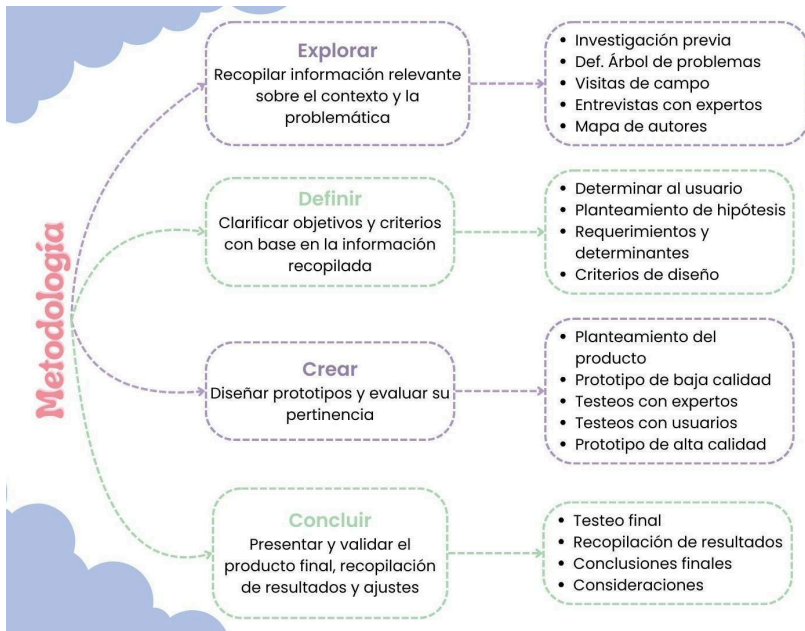 Metodología
Explorar
Recopilar información relevante
sobre el contexto y la
problemática
• Investigación previa
• Def. Árbol de problemas
• Visitas de campo
• Entrevistas con expertos
• Mapa de autores
Definir
Clarificar objetivos y criterios
con base en la información
recopilada
• Determinar al usuario
• Planteamiento de hipótesis
• Requerimientos y
determinantes
• Criterios de diseño
Crear
Diseñar prototipos y evaluar su
pertinencia
• Planteamiento del
producto
• Prototipo de baja calidad
• Testeos con expertos
• Testeos con usuarios
• Prototipo de alta calidad
Concluir
Presentar y validar el
producto final, recopilación
de resultados y ajustes
• Testeo final
• Recopilación de resultados
• Conclusiones finales
• Consideraciones